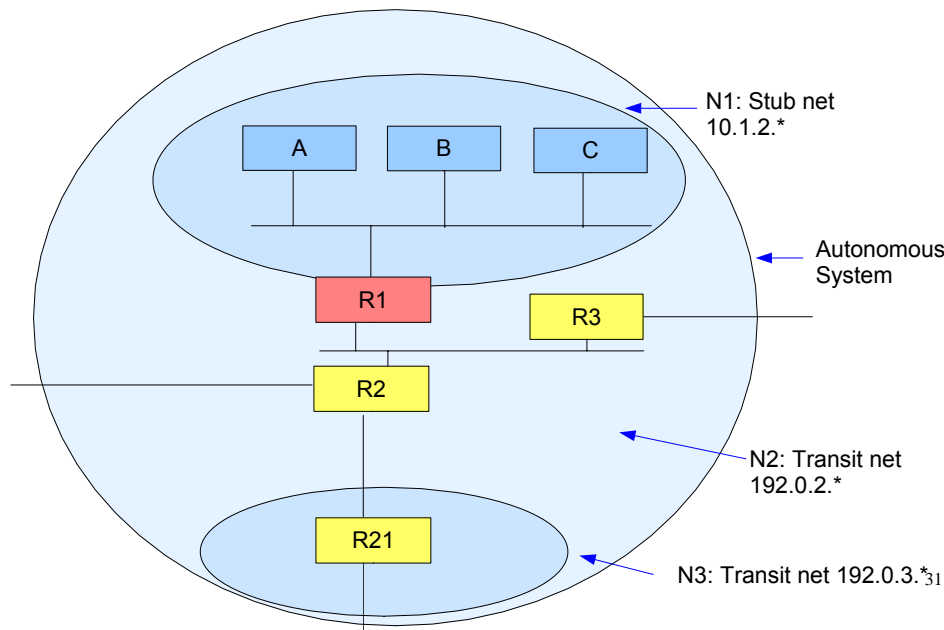 N1: Stub net
10.1.2.*
A
B
C
Autonomous
System
R1
R3
R2
N2: Transit net
192.0.2.*
R21
N3: Transit net 192.0.3.*
31